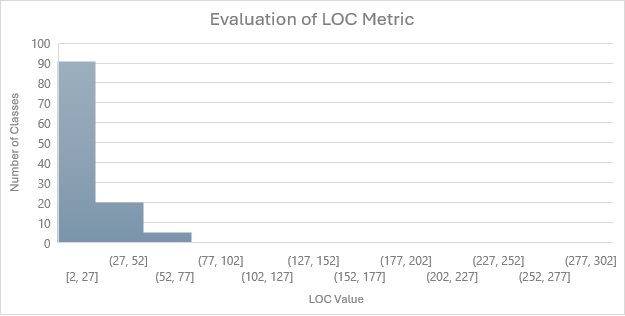 Evaluation of LOC Metric
100
90
80
70
60
50
40
30
20
10
0
Number of Classes
(27, 52] (77, 102] (127, 152] (177, 202] (227, 252] (277, 302]
[2, 27] (52, 77] (102, 127] (152, 177] (202, 227] (252, 277]
LOC Value